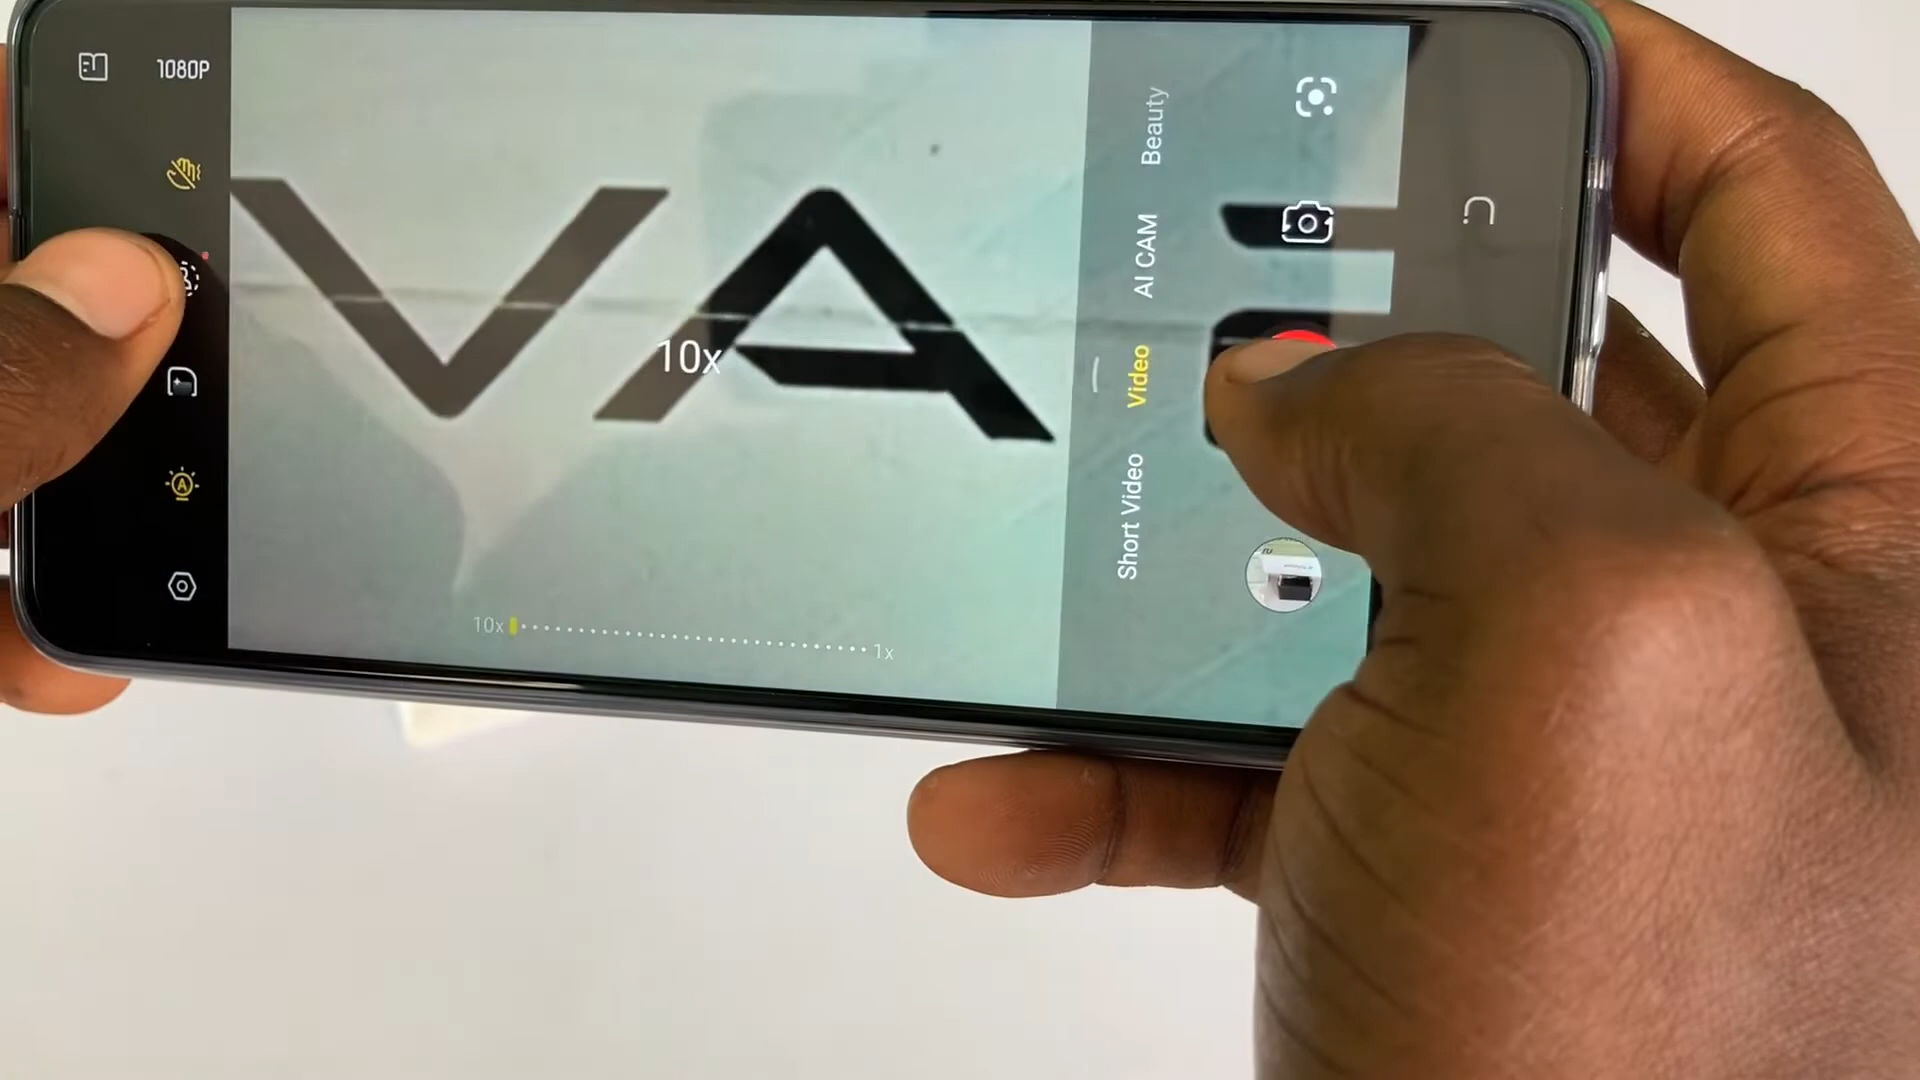 1080P
VA
10x
10x
1x
Beauty
AI CAM
Video
Short Video